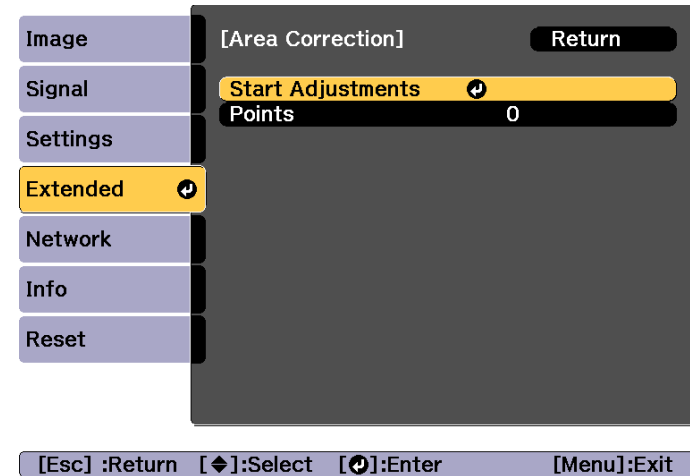 Image
Signal
Settings
Extended
Network
Info
Reset
[Area Correction] Return
Start Adjustments
Points 0
[Esc] :Return [◆]:Select [↵]:Enter [Menu]:Exit